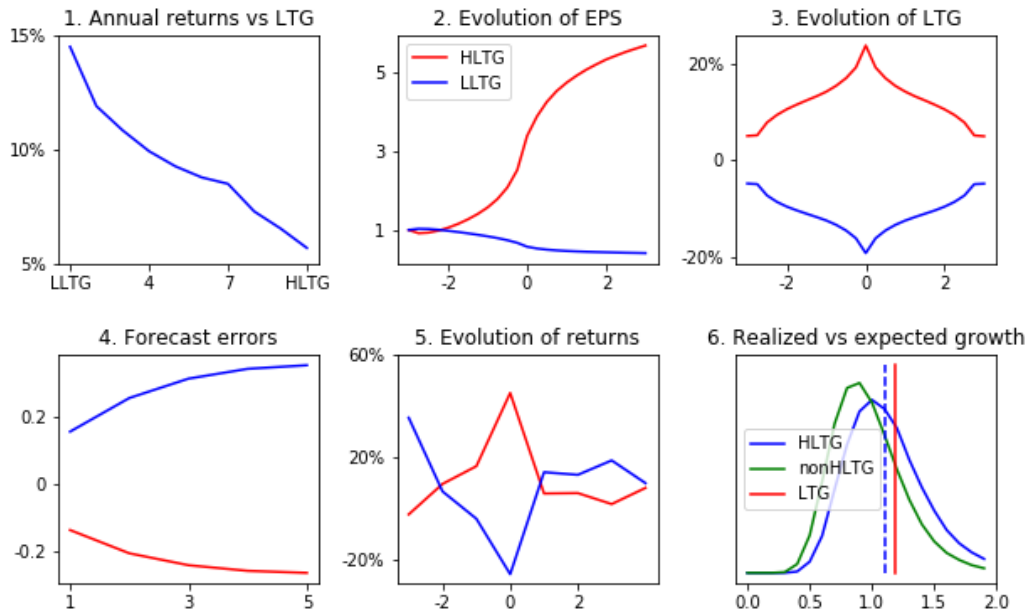 1. Annual returns vs LTG
15%
10%
5%
LLTG 4 7 HLTG
2. Evolution of EPS
HLTG
LLTG
5
3
1
-2 0 2
3. Evolution of LTG
20%
0
-20%
-2 0 2
4. Forecast errors
0.2
0
-0.2
1 3 5
5. Evolution of returns
60%
20%
-20%
-2 0 2
6. Realized vs expected growth
HLTG
nonHLTG
LTG
0.0 0.5 1.0 1.5 2.0